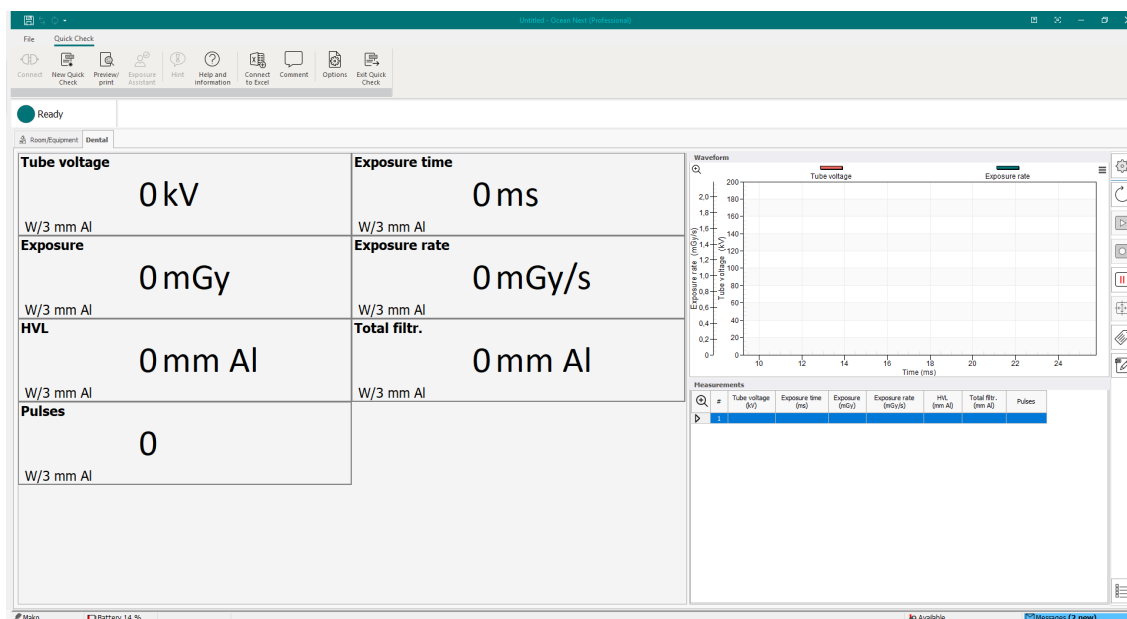 Untitled - Ocean Next (Professional)
File Quick Check
Connect New Quick Check Preview/ print Exposure Assistant Hint Help and information Connect to Excel Comment Options Exit Quick Check
Ready
Room/Equipment Dental
Tube voltage
0 kV
W/3 mm Al
Exposure time
0 ms
W/3 mm Al
Exposure
0 mGy
W/3 mm Al
Exposure rate
0 mGy/s
W/3 mm Al
HVL
0 mm Al
W/3 mm Al
Total filtr.
0 mm Al
W/3 mm Al
Pulses
0
W/3 mm Al
Waveform
Tube voltage Exposure rate
Exposure rate (mGy/s)
2,0
1,8
1,6
1,4
1,2
1,0
0,8
0,6
0,4
0,2
0
Tube voltage (kV)
200
180
160
140
120
100
80
60
40
20
0
10 12 14 16 18 20 22 24
Time (ms)
Measurements
# Tube voltage (kV) Exposure time (ms) Exposure (mGy) Exposure rate (mGy/s) HVL (mm Al) Total filtr. (mm Al) Pulses
1
Mako Battery 14 % Available Messages (2 new)